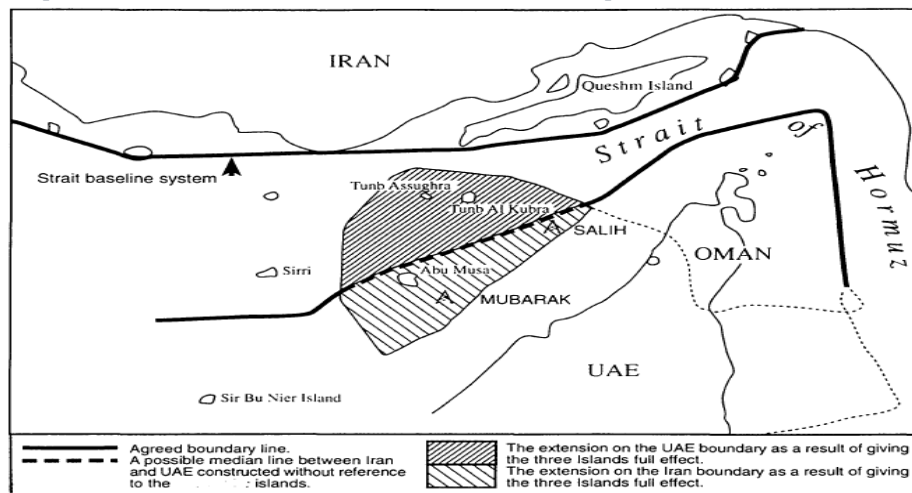 IRAN
Queshm Island
Strait of Hormuz
Strait baseline system
Tunb Assughra
Tunb Al Kubra
SALIH
OMAN
Sirri
Abu Musa
MUBARAK
UAE
Sir Bu Nier Island
Agreed boundary line.
A possible median line between Iran
and UAE constructed without reference
to the islands.
The extension on the UAE boundary as a result of giving
the three Islands full effect.
The extension on the Iran boundary as a result of giving
the three Islands full effect.